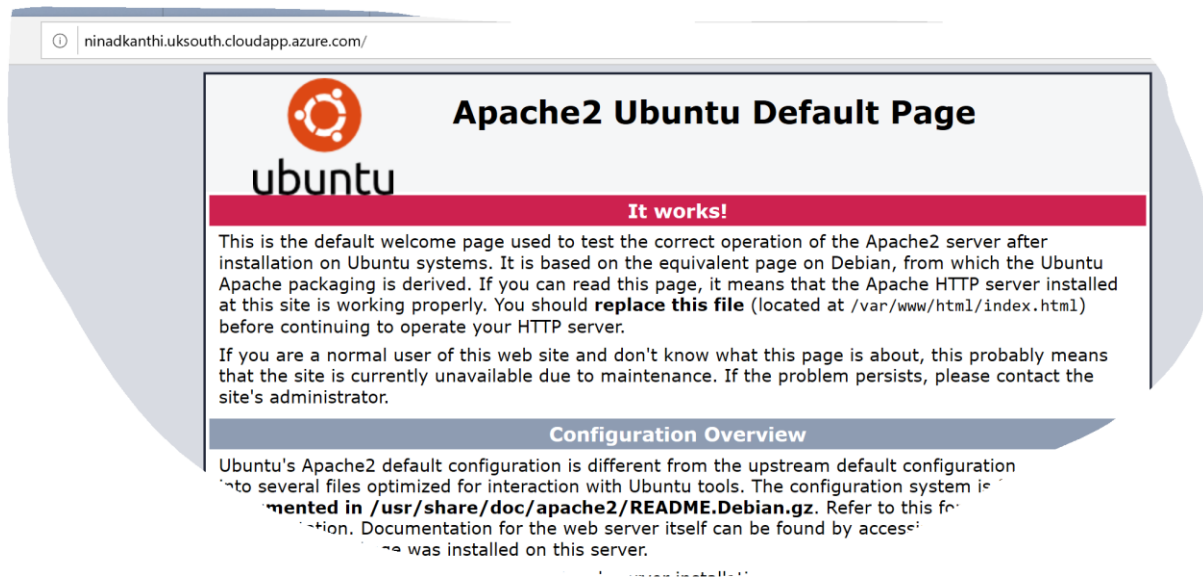 ninadkanthi.uksouth.cloudapp.azure.com/
Apache2 Ubuntu Default Page
ubuntu
It works!
This is the default welcome page used to test the correct operation of the Apache2 server after
installation on Ubuntu systems. It is based on the equivalent page on Debian, from which the Ubuntu
Apache packaging is derived. If you can read this page, it means that the Apache HTTP server installed
at this site is working properly. You should replace this file (located at /var/www/html/index.html)
before continuing to operate your HTTP server.
If you are a normal user of this web site and don't know what this page is about, this probably means
that the site is currently unavailable due to maintenance. If the problem persists, please contact the
site's administrator.
Configuration Overview
Ubuntu's Apache2 default configuration is different from the upstream default configuration
into several files optimized for interaction with Ubuntu tools. The configuration system is
mented in /usr/share/doc/apache2/README.Debian.gz. Refer to this
Documentation for the web server itself can be found by
was installed on this server.